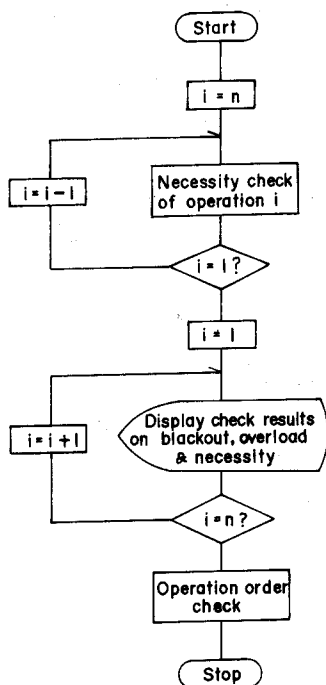 Start
i = n
i = i - 1
Necessity check
of operation i
i = 1 ?
i = 1
i = i + 1
Display check results
on blackout, overload
& necessity
i = n ?
Operation order
check
Stop